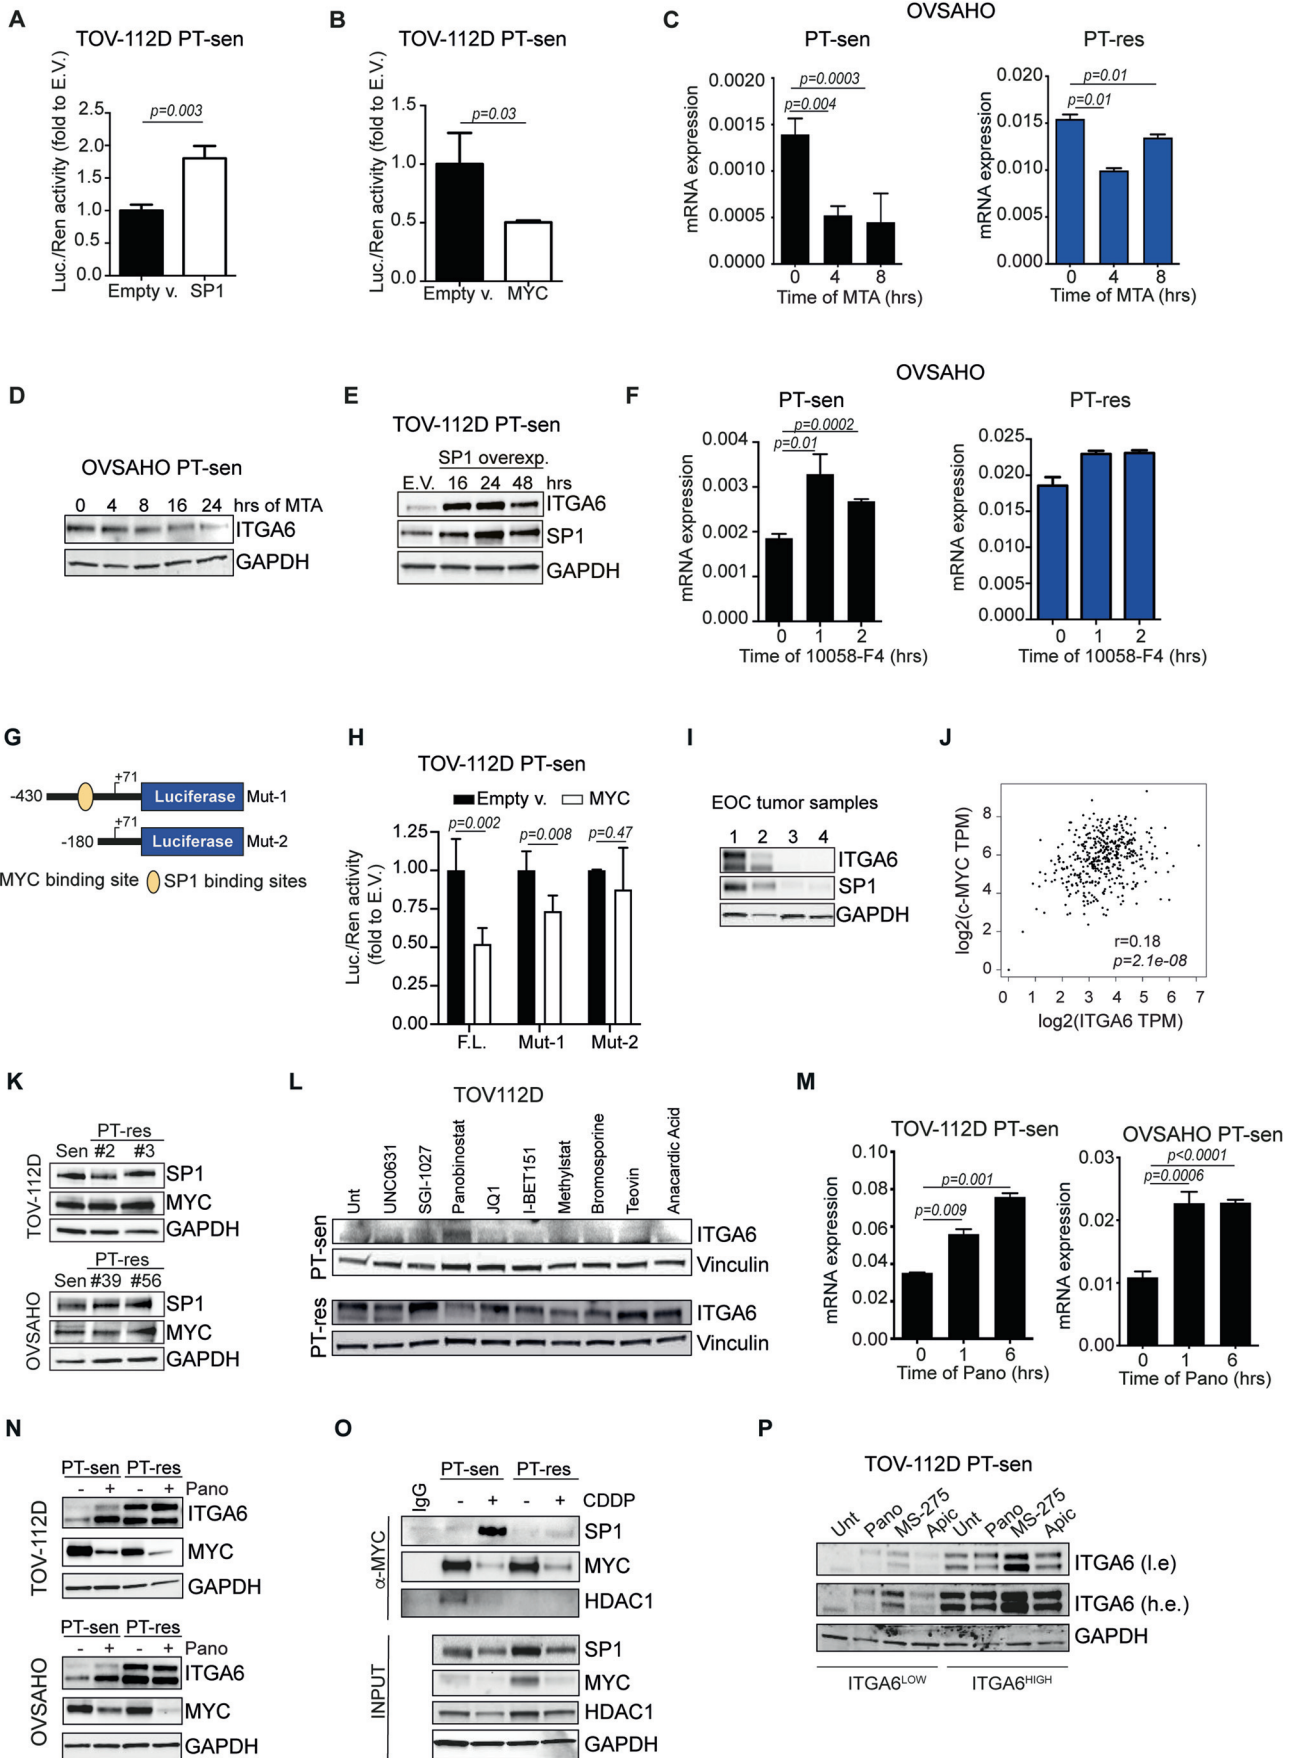 A
TOV-112D PT-sen
Luc./Ren activity (fold to E.V.)
p=0.003
2.5
2.0
1.5
1.0
0.5
0.0
Empty v. SP1
B
TOV-112D PT-sen
Luc./Ren activity (fold to E.V.)
p=0.03
1.5
1.0
0.5
0.0
Empty v. MYC
C
OVSAHO
PT-sen
mRNA expression
p=0.0003
p=0.004
0.0020
0.0015
0.0010
0.0005
0.0000
0 4 8
Time of MTA (hrs)
PT-res
mRNA expression
p=0.01
p=0.01
0.020
0.015
0.010
0.005
0.000
0 4 8
Time of MTA (hrs)
D
OVSAHO PT-sen
0 4 8 16 24 hrs of MTA
ITGA6
GAPDH
E
TOV-112D PT-sen
SP1 overexp.
E.V. 16 24 48 hrs
ITGA6
SP1
GAPDH
F
OVSAHO
PT-sen
mRNA expression
p=0.0002
p=0.01
0.004
0.003
0.002
0.001
0.000
0 1 2
Time of 10058-F4 (hrs)
PT-res
mRNA expression
0.025
0.020
0.015
0.010
0.005
0.000
0 1 2
Time of 10058-F4 (hrs)
G
+71
-430 Luciferase Mut-1
+71
-180 Luciferase Mut-2
MYC binding site SP1 binding sites
H
TOV-112D PT-sen
Empty v. MYC
Luc./Ren activity
(fold to E.V.)
p=0.002 p=0.008 p=0.47
1.25
1.00
0.75
0.50
0.25
0.00
F.L. Mut-1 Mut-2
I
EOC tumor samples
1 2 3 4
ITGA6
SP1
GAPDH
J
log2(c-MYC TPM)
8
6
4
2
0
r=0.18
p=2.1e-08
0 1 2 3 4 5 6 7
log2(ITGA6 TPM)
K
TOV-112D
PT-res
Sen #2 #3
SP1
MYC
GAPDH
OVSAHO
PT-res
Sen #39 #56
SP1
MYC
GAPDH
L
TOV112D
Unt
UNC0631
SGI-1027
Panobinostat
JQ1
I-BET151
Methylstat
Bromosporine
Teovin
Anacardic Acid
PT-sen
ITGA6
Vinculin
PT-res
ITGA6
Vinculin
M
TOV-112D PT-sen
mRNA expression
p=0.001
p=0.009
0.10
0.08
0.06
0.04
0.02
0.00
0 1 6
Time of Pano (hrs)
OVSAHO PT-sen
mRNA expression
p<0.0001
p=0.0006
0.03
0.02
0.01
0.00
0 1 6
Time of Pano (hrs)
N
TOV-112D
PT-sen PT-res
- + - + Pano
ITGA6
MYC
GAPDH
OVSAHO
PT-sen PT-res
- + - + Pano
ITGA6
MYC
GAPDH
O
PT-sen PT-res
IgG - + - + CDDP
α-MYC
SP1
MYC
HDAC1
INPUT
SP1
MYC
HDAC1
GAPDH
P
TOV-112D PT-sen
Unt Pano MS-275 Apic Unt Pano MS-275 Apic
ITGA6 (l.e)
ITGA6 (h.e.)
GAPDH
ITGA6LOW ITGA6HIGH